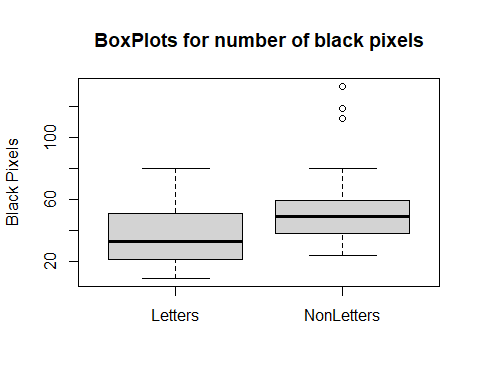 BoxPlots for number of black pixels
Black Pixels
100
60
20
Letters
NonLetters